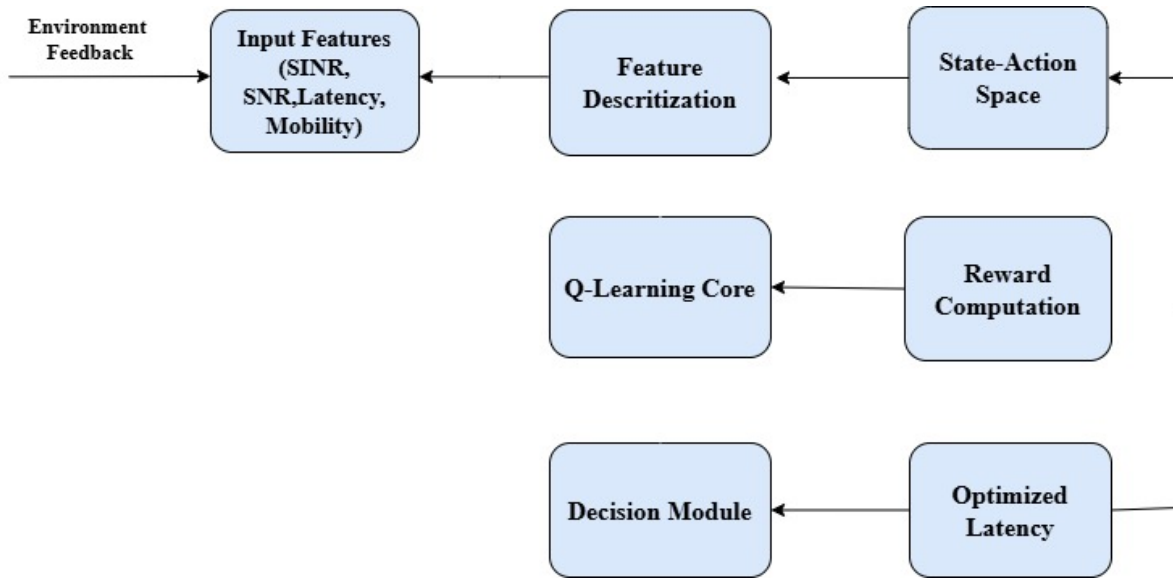 Environment
Feedback
Input Features
(SINR,
SNR,Latency,
Mobility)
Feature
Descritization
State-Action
Space
Q-Learning Core
Reward
Computation
Decision Module
Optimized
Latency